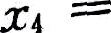 x₄ =